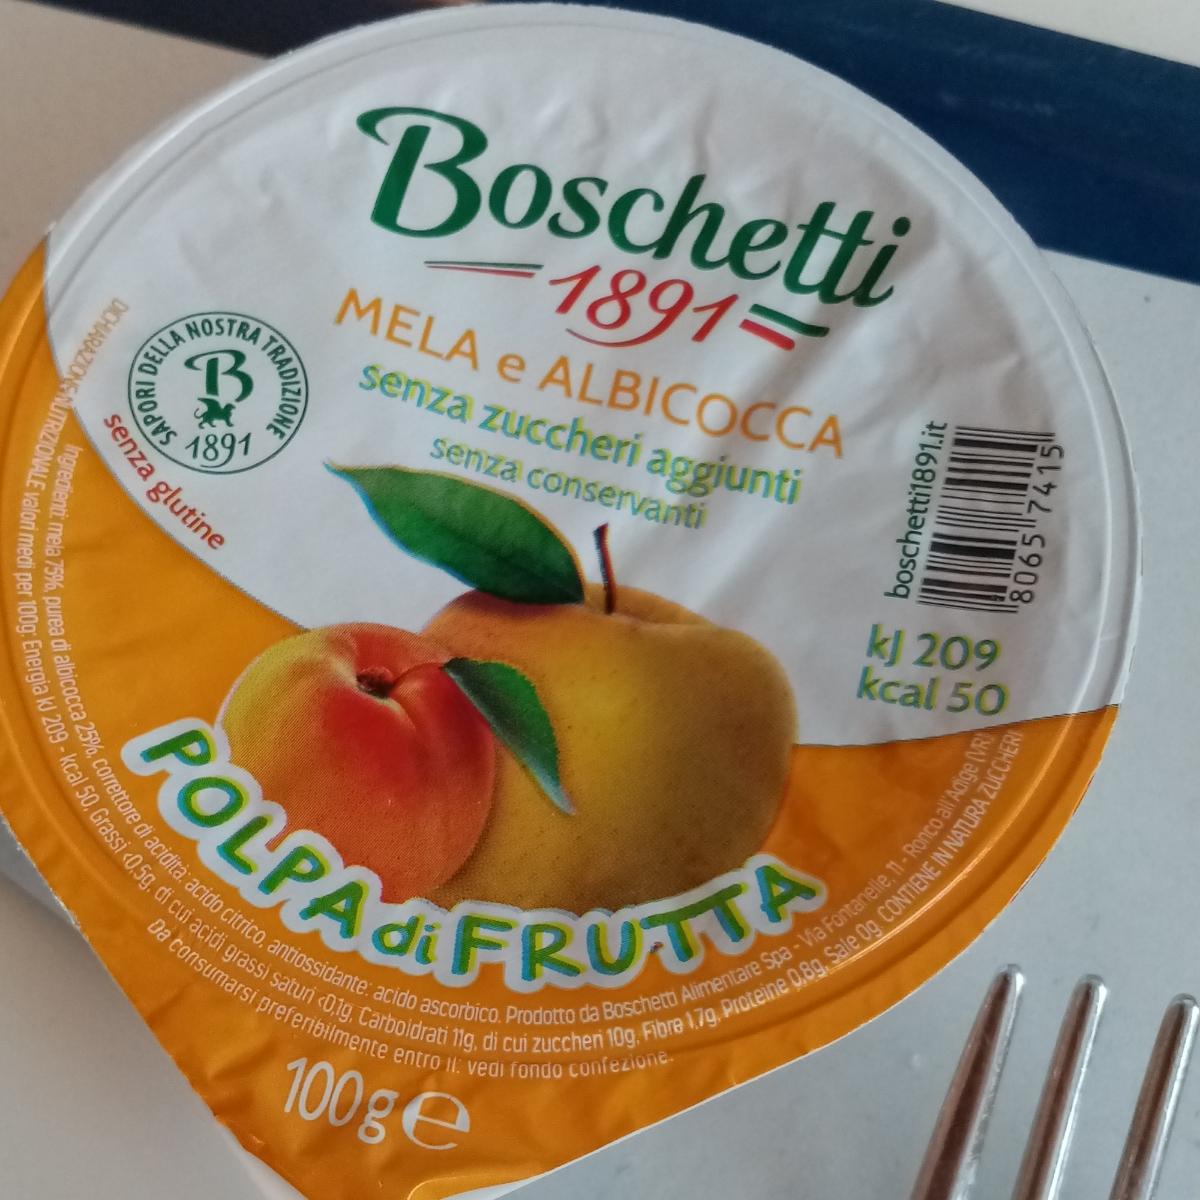 Boschetti
1891
MELA e ALBICOCCA
senza zuccheri aggiunti
senza conservanti
SAPORI DELLA NOSTRA TRADIZIONE
B
1891
senza glutine
boschetti1891.it
80657415
kJ 209
kcal 50
POLPA di FRUTTA
Ingredienti: mela 75%, purea di albicocca 25%, correttore di acidità: acido citrico, antiossidante: acido ascorbico. Prodotto da Boschetti Alimentare Spa - Via Fontanelle, 11 - Ronco all'Adige (VR)
DICHIARAZIONE NUTRIZIONALE valori medi per 100g: Energia kJ 209 - kcal 50, Grassi <0,5g, di cui acidi grassi saturi <0,1g, Carboidrati 11g, di cui zuccheri 10g, Fibre 1,7g, Proteine 0,8g, Sale 0g. CONTIENE IN NATURA ZUCCHERI
Da consumarsi preferibilmente entro il: vedi fondo confezione.
100g e